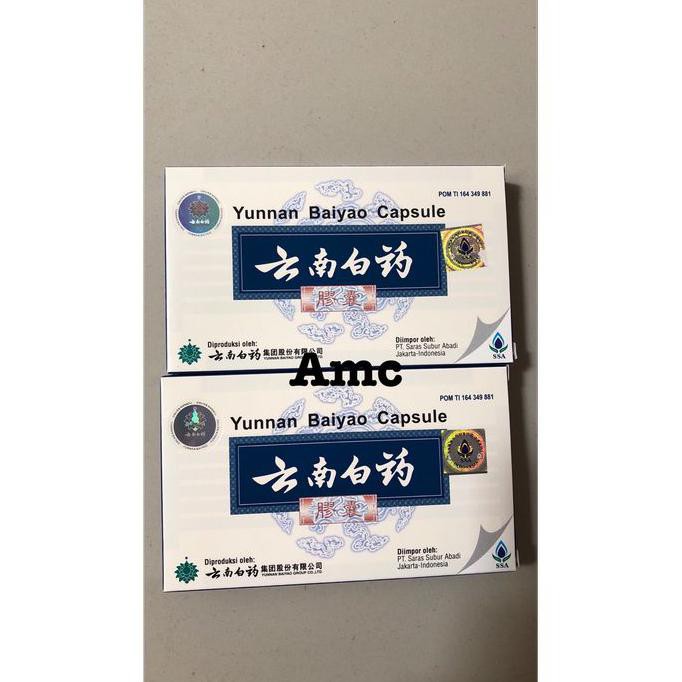 POM TI 164 349 881
Yunnan Baiyao Capsule
云南白药
膠囊
Diproduksi oleh:
云南白药 集团股份有限公司
YUNNAN BAIYAO GROUP CO.,LTD.
Diimpor oleh:
PT. Saras Subur Abadi
Jakarta-Indonesia
SSA
Amc
POM TI 164 349 881
Yunnan Baiyao Capsule
云南白药
膠囊
Diproduksi oleh:
云南白药 集团股份有限公司
YUNNAN BAIYAO GROUP CO.,LTD.
Diimpor oleh:
PT. Saras Subur Abadi
Jakarta-Indonesia
SSA